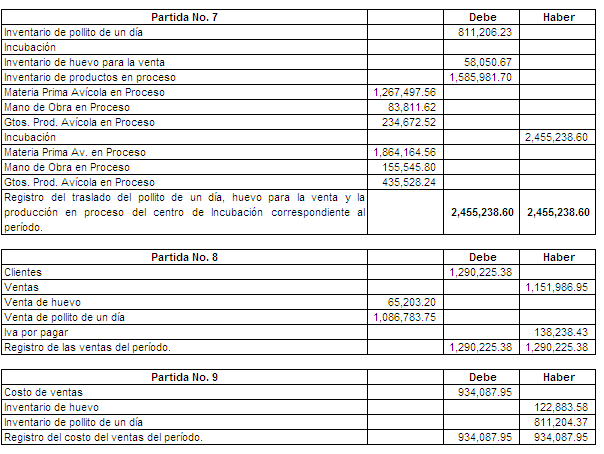 Partida No. 7 Debe Haber
Inventario de pollito de un día 811,206.23
Incubación
Inventario de huevo para la venta 58,050.67
Inventario de productos en proceso 1,585,981.70
Materia Prima Avícola en Proceso 1,267,497.56
Mano de Obra en Proceso 83,811.62
Gtos. Prod. Avícola en Proceso 234,672.52
Incubación 2,455,238.60
Materia Prima Av. en Proceso 1,864,164.56
Mano de Obra en Proceso 155,545.80
Gtos. Prod. Avícola en Proceso 435,528.24
Registro del traslado del pollito de un día, huevo para la venta y la
producción en proceso del centro de Incubación correspondiente al
período. 2,455,238.60 2,455,238.60
Partida No. 8 Debe Haber
Clientes 1,290,225.38
Ventas 1,151,986.95
Venta de huevo 65,203.20
Venta de pollito de un día 1,086,783.75
Iva por pagar 138,238.43
Registro de las ventas del período. 1,290,225.38 1,290,225.38
Partida No. 9 Debe Haber
Costo de ventas 934,087.95
Inventario de huevo 122,883.58
Inventario de pollito de un día 811,204.37
Registro del costo del ventas del período. 934,087.95 934,087.95